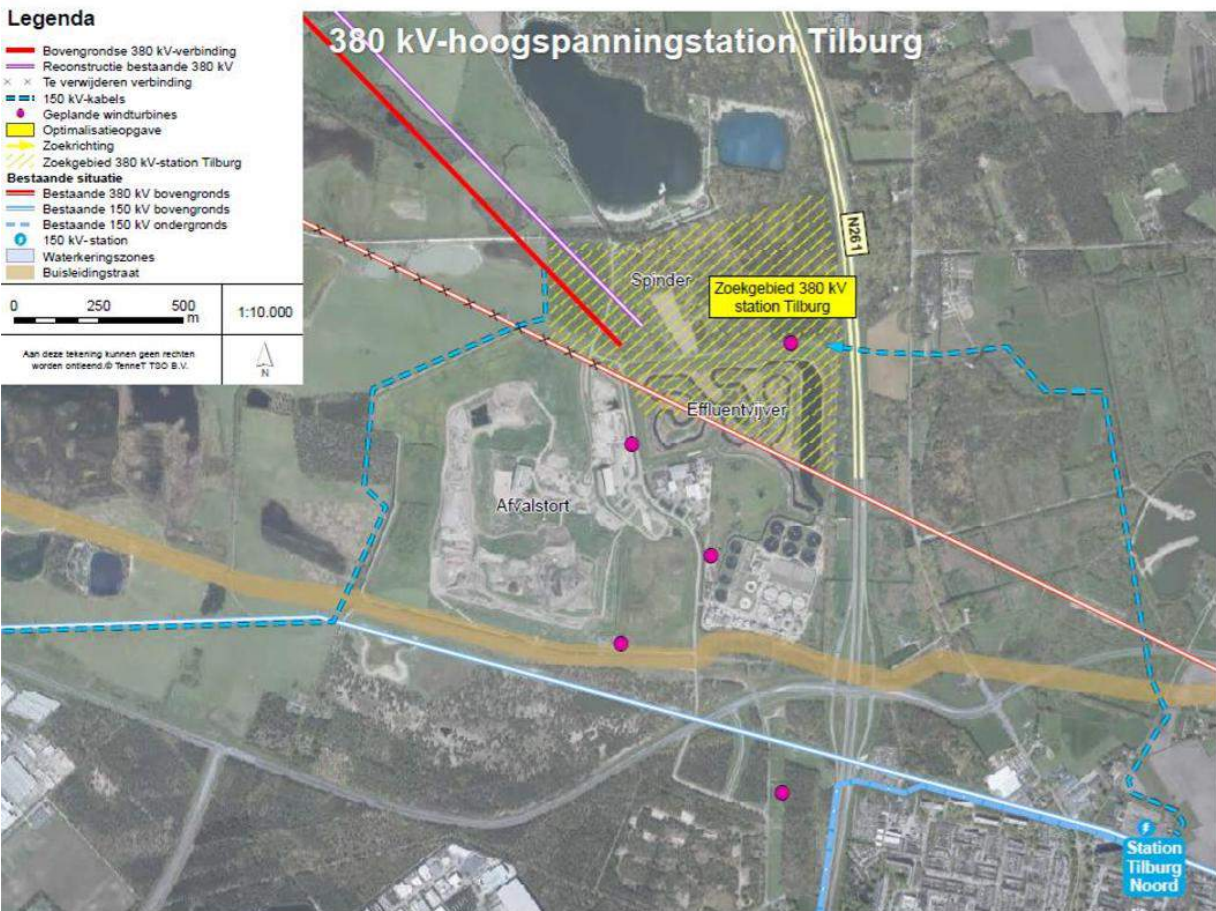 Legenda
Bovengrondse 380 kV-verbinding
Reconstructie bestaande 380 kV
Te verwijderen verbinding
150 kV-kabels
Geplande windturbines
Optimalisatieopgave
Zoekrichting
Zoekgebied 380 kV-station Tilburg
Bestaande situatie
Bestaande 380 kV bovengronds
Bestaande 150 kV bovengronds
Bestaande 150 kV ondergronds
150 kV-station
Waterkeringszones
Buisleidingstraat
0 250 500
m
1:10.000
Aan deze tekening kunnen geen rechten
worden ontleend.© TenneT TSO B.V.
N
380 kV-hoogspanningstation Tilburg
N261
Spinder
Zoekgebied 380 kV
station Tilburg
Effluentvijver
Afvalstort
Station
Tilburg
Noord